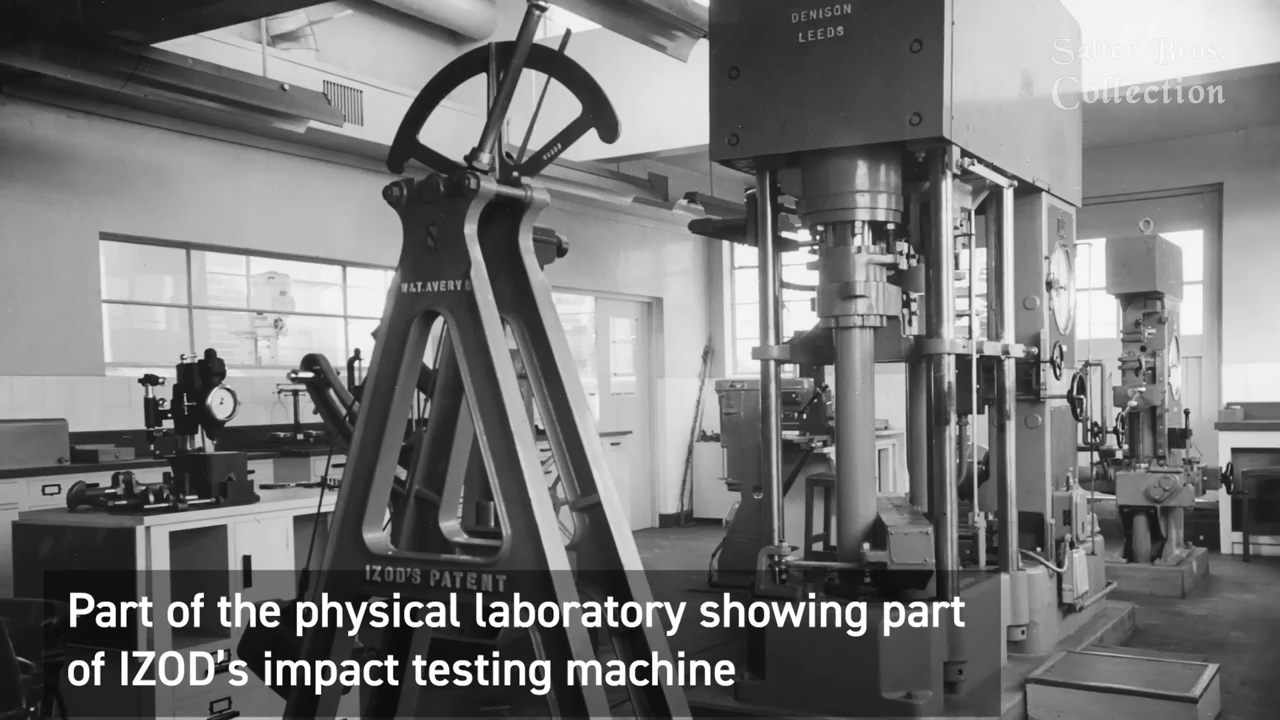 DENISON
LEEDS
Salter Bros.
Collection
W&T. AVERY
IZOD'S PATENT
Part of the physical laboratory showing part
of IZOD's impact testing machine